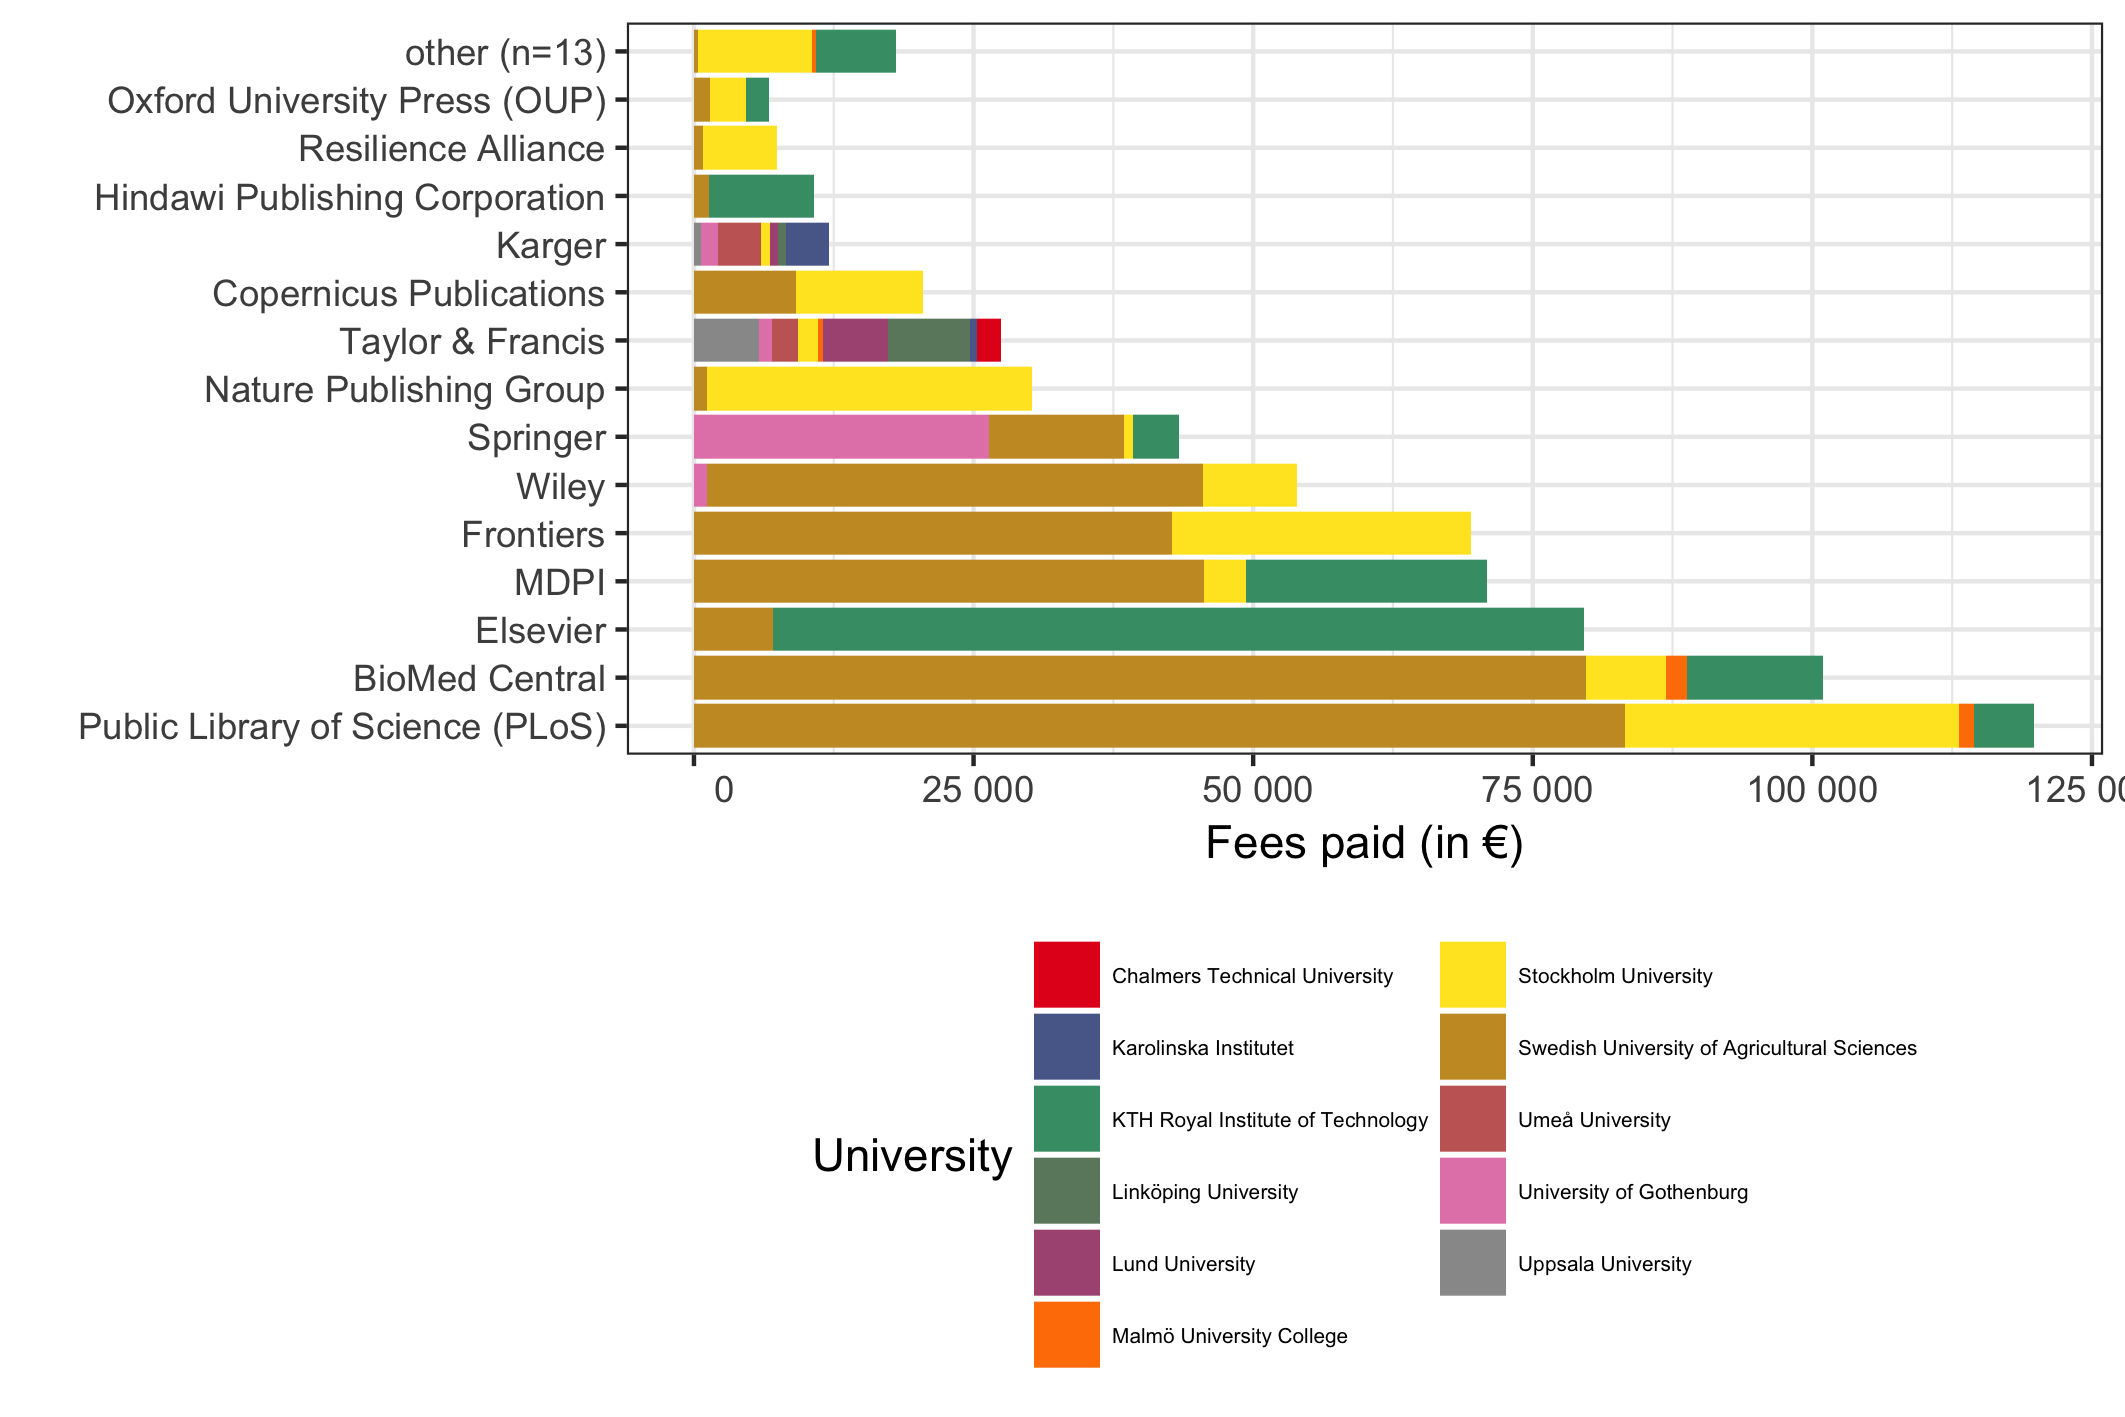 other (n=13)
Oxford University Press (OUP)
Resilience Alliance
Hindawi Publishing Corporation
Karger
Copernicus Publications
Taylor & Francis
Nature Publishing Group
Springer
Wiley
Frontiers
MDPI
Elsevier
BioMed Central
Public Library of Science (PLoS)
0 25 000 50 000 75 000 100 000 125 00
Fees paid (in €)
University
Chalmers Technical University
Karolinska Institutet
KTH Royal Institute of Technology
Linköping University
Lund University
Malmö University College
Stockholm University
Swedish University of Agricultural Sciences
Umeå University
University of Gothenburg
Uppsala University